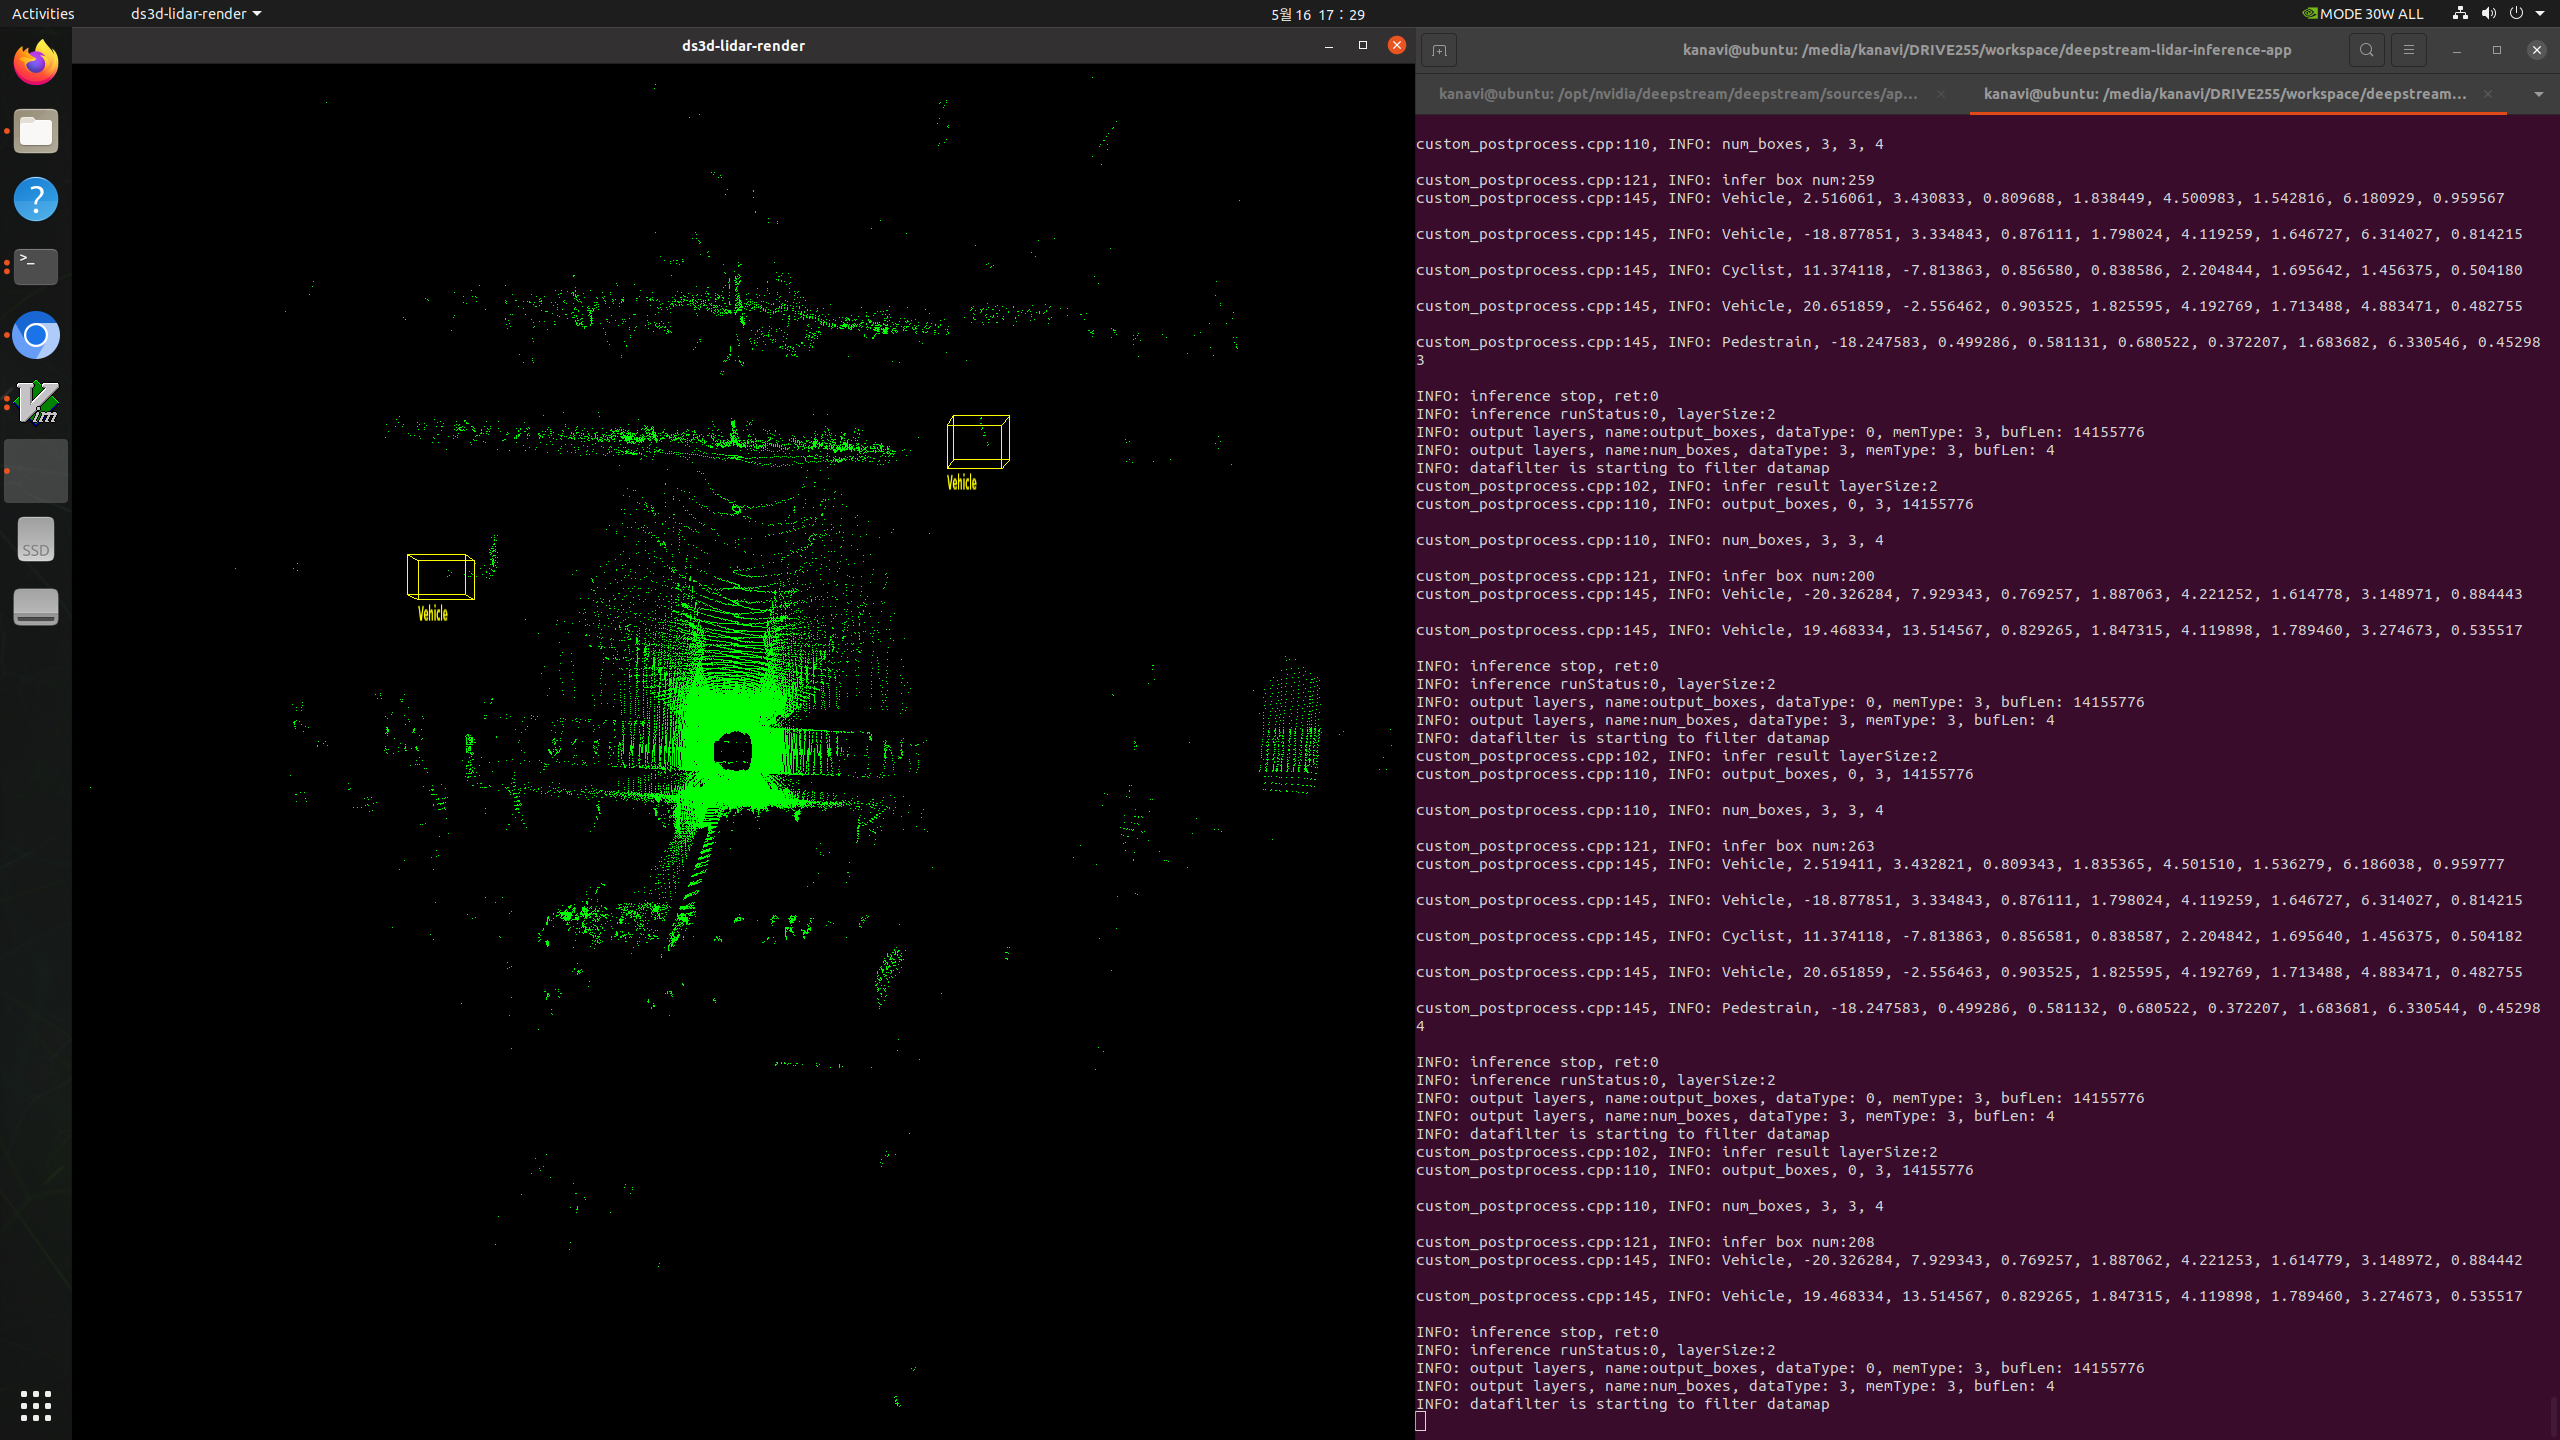 Activities
ds3d-lidar-render
5월 16 17 : 29
MODE 30W ALL
ds3d-lidar-render
Vehicle
Vehicle
SSD
kanavi@ubuntu: /media/kanavi/DRIVE255/workspace/deepstream-lidar-inference-app
kanavi@ubuntu: /opt/nvidia/deepstream/deepstream/sources/ap...
kanavi@ubuntu: /media/kanavi/DRIVE255/workspace/deepstream...
custom_postprocess.cpp:110, INFO: num_boxes, 3, 3, 4
custom_postprocess.cpp:121, INFO: infer box num:259
custom_postprocess.cpp:145, INFO: Vehicle, 2.516061, 3.430833, 0.809688, 1.838449, 4.500983, 1.542816, 6.180929, 0.959567
custom_postprocess.cpp:145, INFO: Vehicle, -18.877851, 3.334843, 0.876111, 1.798024, 4.119259, 1.646727, 6.314027, 0.814215
custom_postprocess.cpp:145, INFO: Cyclist, 11.374118, -7.813863, 0.856580, 0.838586, 2.204844, 1.695642, 1.456375, 0.504180
custom_postprocess.cpp:145, INFO: Vehicle, 20.651859, -2.556462, 0.903525, 1.825595, 4.192769, 1.713488, 4.883471, 0.482755
custom_postprocess.cpp:145, INFO: Pedestrain, -18.247583, 0.499286, 0.581131, 0.680522, 0.372207, 1.683682, 6.330546, 0.45298
3
INFO: inference stop, ret:0
INFO: inference runStatus:0, layerSize:2
INFO: output layers, name:output_boxes, dataType: 0, memType: 3, bufLen: 14155776
INFO: output layers, name:num_boxes, dataType: 3, memType: 3, bufLen: 4
INFO: datafilter is starting to filter datamap
custom_postprocess.cpp:102, INFO: infer result layerSize:2
custom_postprocess.cpp:110, INFO: output_boxes, 0, 3, 14155776
custom_postprocess.cpp:110, INFO: num_boxes, 3, 3, 4
custom_postprocess.cpp:121, INFO: infer box num:200
custom_postprocess.cpp:145, INFO: Vehicle, -20.326284, 7.929343, 0.769257, 1.887063, 4.221252, 1.614778, 3.148971, 0.884443
custom_postprocess.cpp:145, INFO: Vehicle, 19.468334, 13.514567, 0.829265, 1.847315, 4.119898, 1.789460, 3.274673, 0.535517
INFO: inference stop, ret:0
INFO: inference runStatus:0, layerSize:2
INFO: output layers, name:output_boxes, dataType: 0, memType: 3, bufLen: 14155776
INFO: output layers, name:num_boxes, dataType: 3, memType: 3, bufLen: 4
INFO: datafilter is starting to filter datamap
custom_postprocess.cpp:102, INFO: infer result layerSize:2
custom_postprocess.cpp:110, INFO: output_boxes, 0, 3, 14155776
custom_postprocess.cpp:110, INFO: num_boxes, 3, 3, 4
custom_postprocess.cpp:121, INFO: infer box num:263
custom_postprocess.cpp:145, INFO: Vehicle, 2.519411, 3.432821, 0.809343, 1.835365, 4.501510, 1.536279, 6.186038, 0.959777
custom_postprocess.cpp:145, INFO: Vehicle, -18.877851, 3.334843, 0.876111, 1.798024, 4.119259, 1.646727, 6.314027, 0.814215
custom_postprocess.cpp:145, INFO: Cyclist, 11.374118, -7.813863, 0.856581, 0.838587, 2.204842, 1.695640, 1.456375, 0.504182
custom_postprocess.cpp:145, INFO: Vehicle, 20.651859, -2.556463, 0.903525, 1.825595, 4.192769, 1.713488, 4.883471, 0.482755
custom_postprocess.cpp:145, INFO: Pedestrain, -18.247583, 0.499286, 0.581132, 0.680522, 0.372207, 1.683681, 6.330544, 0.45298
4
INFO: inference stop, ret:0
INFO: inference runStatus:0, layerSize:2
INFO: output layers, name:output_boxes, dataType: 0, memType: 3, bufLen: 14155776
INFO: output layers, name:num_boxes, dataType: 3, memType: 3, bufLen: 4
INFO: datafilter is starting to filter datamap
custom_postprocess.cpp:102, INFO: infer result layerSize:2
custom_postprocess.cpp:110, INFO: output_boxes, 0, 3, 14155776
custom_postprocess.cpp:110, INFO: num_boxes, 3, 3, 4
custom_postprocess.cpp:121, INFO: infer box num:208
custom_postprocess.cpp:145, INFO: Vehicle, -20.326284, 7.929343, 0.769257, 1.887062, 4.221253, 1.614779, 3.148972, 0.884442
custom_postprocess.cpp:145, INFO: Vehicle, 19.468334, 13.514567, 0.829265, 1.847315, 4.119898, 1.789460, 3.274673, 0.535517
INFO: inference stop, ret:0
INFO: inference runStatus:0, layerSize:2
INFO: output layers, name:output_boxes, dataType: 0, memType: 3, bufLen: 14155776
INFO: output layers, name:num_boxes, dataType: 3, memType: 3, bufLen: 4
INFO: datafilter is starting to filter datamap